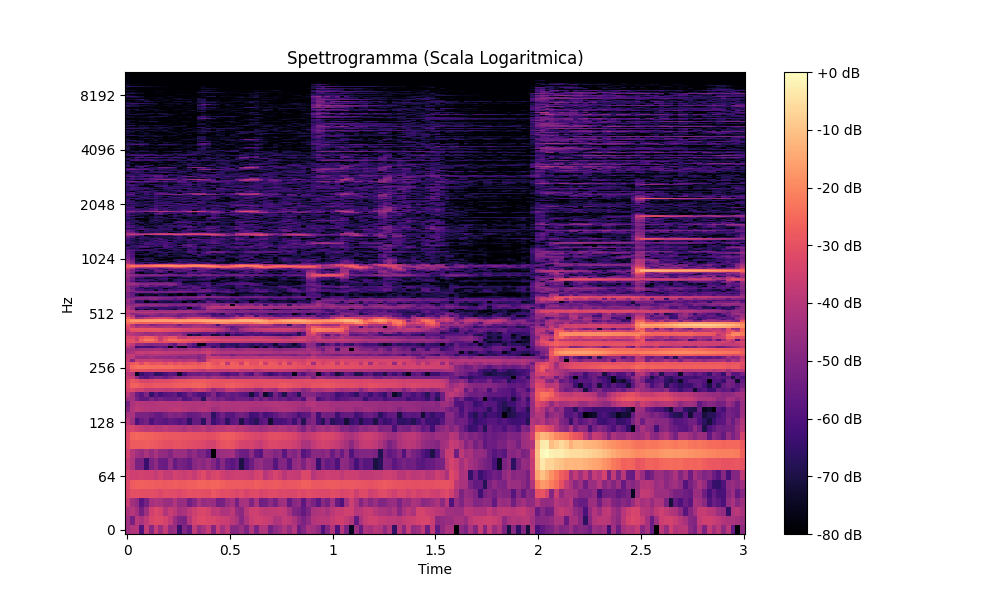 Spettrogramma (Scala Logaritmica)
8192
4096
2048
1024
512
256
128
64
0
Hz
0
0.5
1
1.5
2
2.5
3
Time
+0 dB
-10 dB
-20 dB
-30 dB
-40 dB
-50 dB
-60 dB
-70 dB
-80 dB